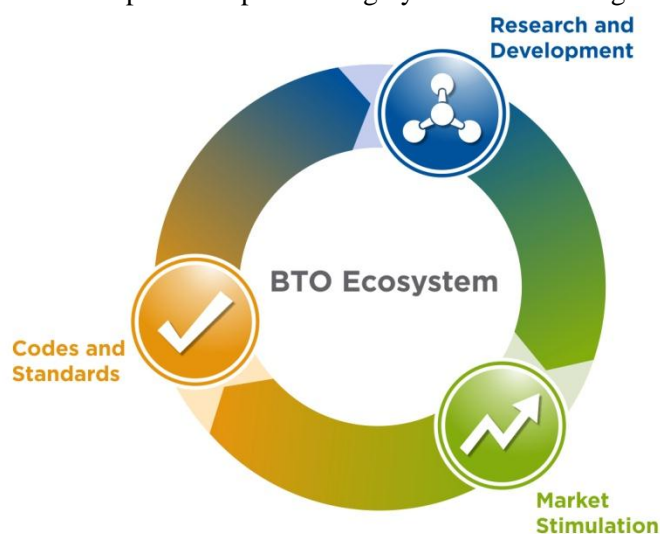 Research and
Development
BTO Ecosystem
Codes and
Standards
Market
Stimulation